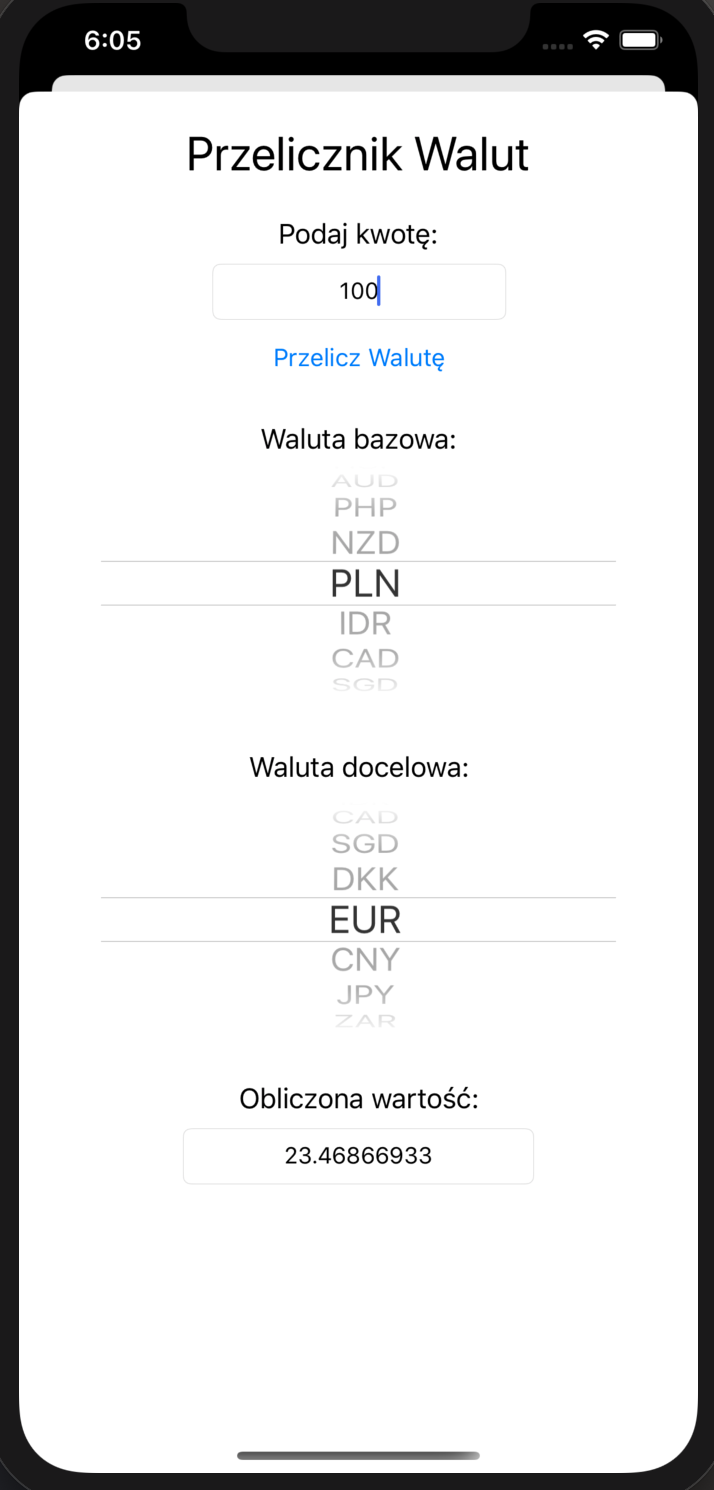 6:05
Przelicznik Walut
Podaj kwotę:
100
Przelicz Walutę
Waluta bazowa:
AUD
PHP
NZD
PLN
IDR
CAD
SGD
Waluta docelowa:
CAD
SGD
DKK
EUR
CNY
JPY
ZAR
Obliczona wartość:
23.46866933